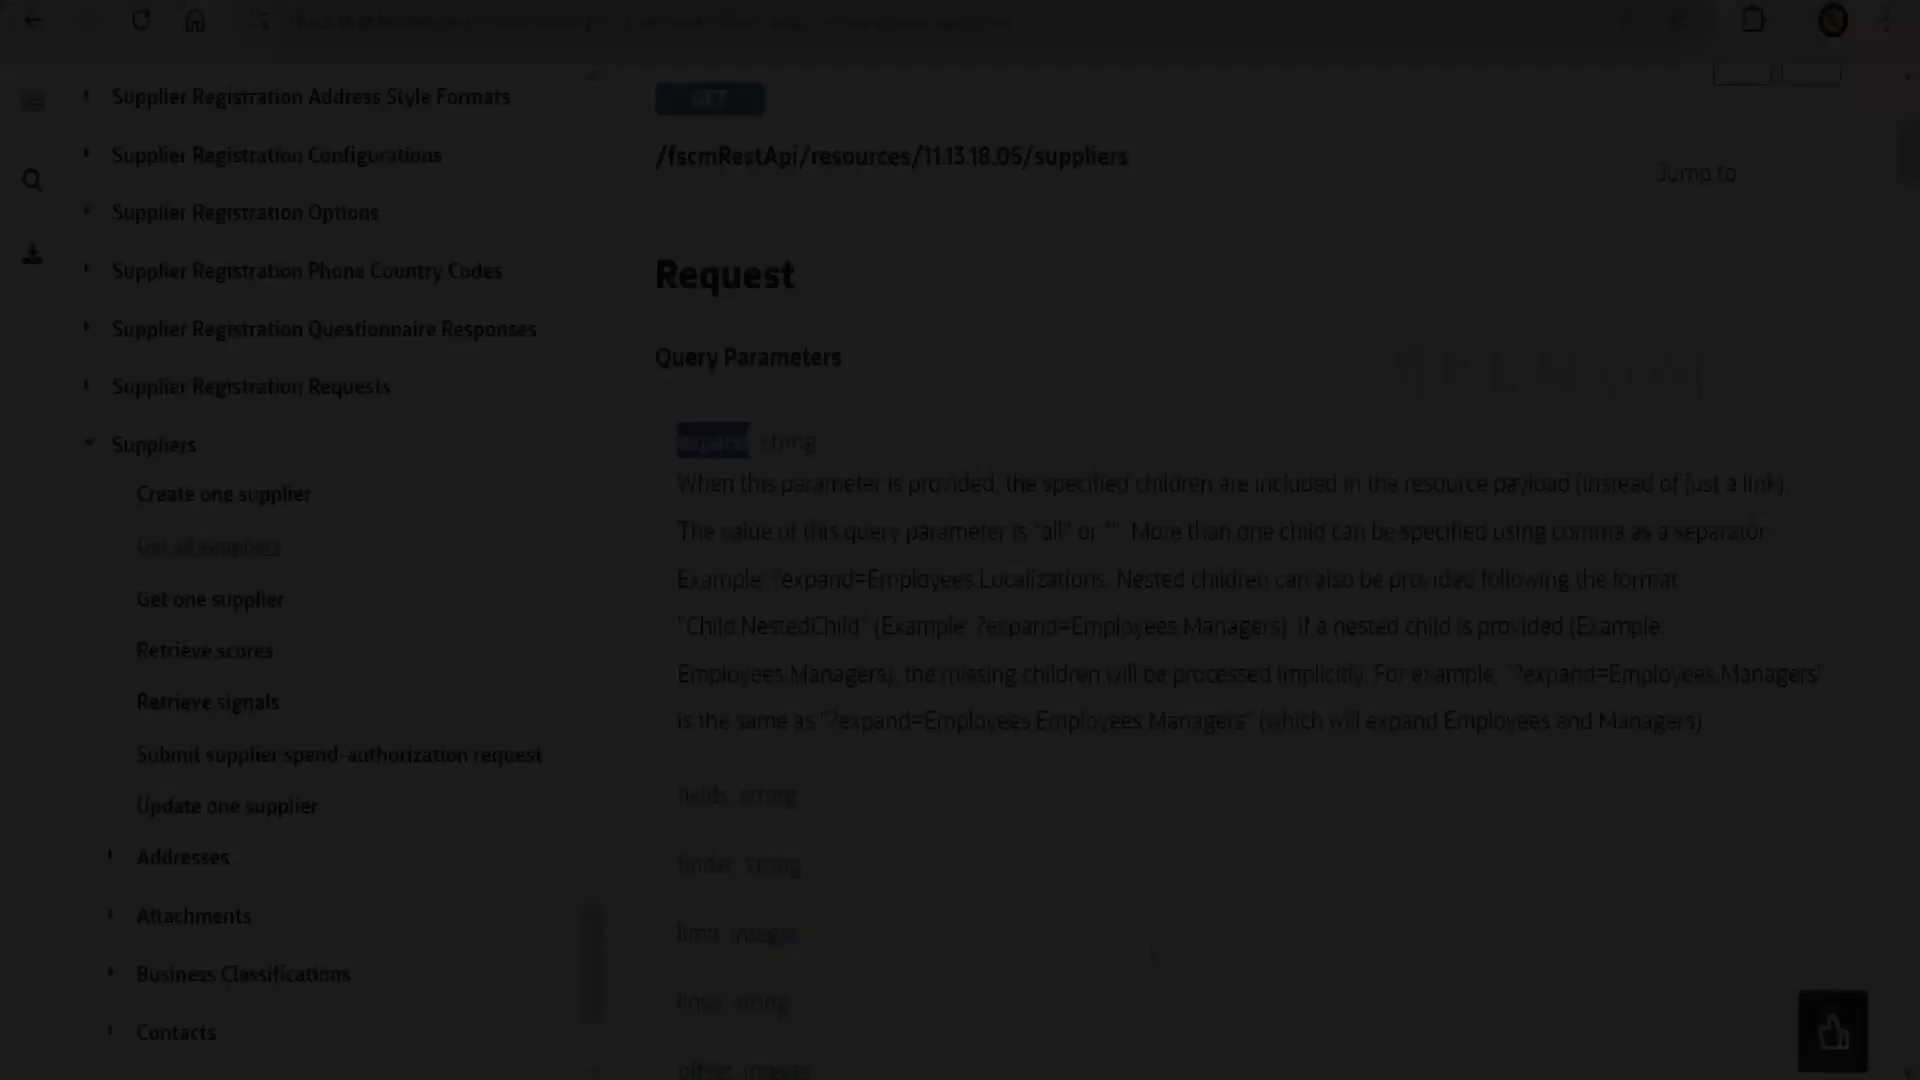 Supplier Registration Address Style Formats
Supplier Registration Configurations
Supplier Registration Options
Supplier Registration Phone Country Codes
Supplier Registration Questionnaire Responses
Supplier Registration Requests
Suppliers
Create one supplier
Get all suppliers
Get one supplier
Retrieve scores
Retrieve signals
Submit supplier spend-authorization request
Update one supplier
Addresses
Attachments
Business Classifications
Contacts
GET
/fscmRestApi/resources/11.13.18.05/suppliers
Jump to
Request
Query Parameters
expand: string
When this parameter is provided, the specified children are included in the resource payload (instead of just a link).
The value of this query parameter is "all" or "". More than one child can be specified using comma as a separator.
Example: ?expand=Employees,Localizations. Nested children can also be provided following the format
"Child.NestedChild" (Example: ?expand=Employees.Managers). If a nested child is provided (Example:
Employees.Managers), the missing children will be processed implicitly. For example, "?expand=Employees.Managers"
is the same as "?expand=Employees,Employees.Managers" (which will expand Employees and Managers).
fields: string
finder: string
limit: integer
links: string
offset: integer